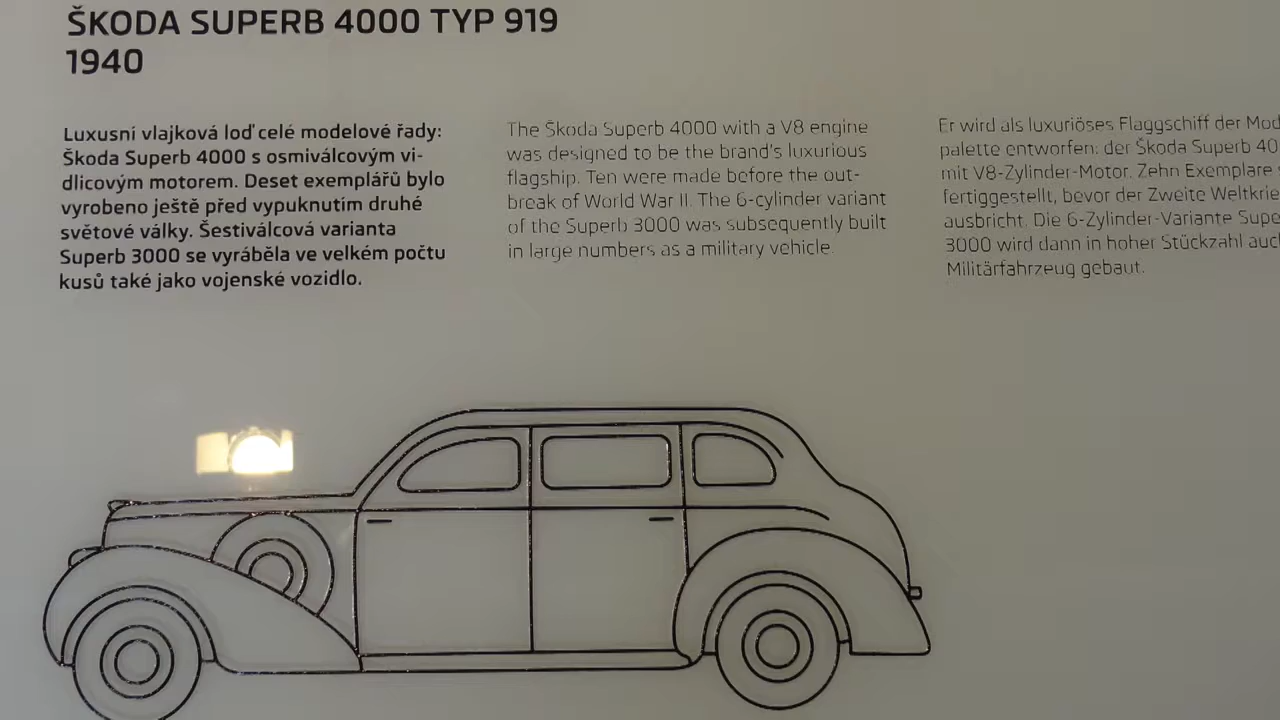 ŠKODA SUPERB 4000 TYP 919
1940
Luxusní vlajková loď celé modelové řady:
Škoda Superb 4000 s osmiválcovým vi-
dlicovým motorem. Deset exemplářů bylo
vyrobeno ještě před vypuknutím druhé
světové války. Šestiválcová varianta
Superb 3000 se vyráběla ve velkém počtu
kusů také jako vojenské vozidlo.
The Škoda Superb 4000 with a V8 engine
was designed to be the brand's luxurious
flagship. Ten were made before the out-
break of World War II. The 6-cylinder variant
of the Superb 3000 was subsequently built
in large numbers as a military vehicle.
Er wird als luxuriöses Flaggschiff der
palette entworfen: der Škoda Superb
mit V8-Zylinder-Motor. Zehn Exemplare
fertiggestellt, bevor der Zweite
ausbricht. Die 6-Zylinder-Variante
3000 wird dann in hoher Stückzahl
Militärfahrzeug gebaut.